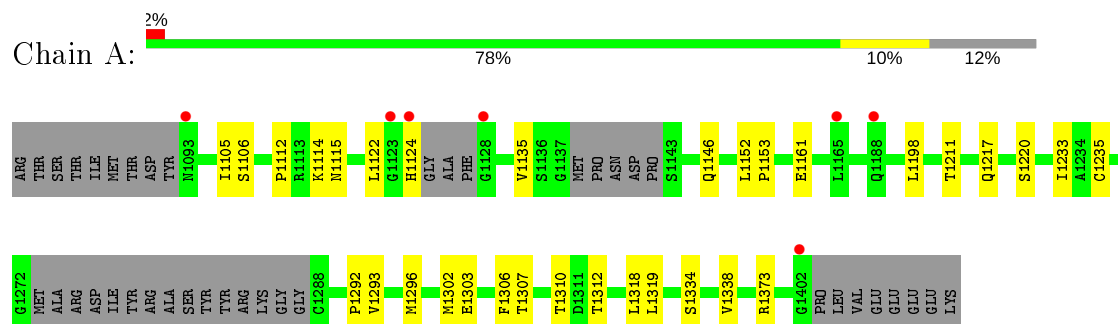 2%
Chain A:
78% 10% 12%
ARG THR SER THR ILE MET THR ASP TYR N1093 I1105 S1106 P1112 R1113 K1114 N1115 L1122 G1123 H1124 GLY ALA PHE G1128 V1135 S1136 G1137 MET PRO ASN ASP PRO S1143 Q1146 L1152 P1153 E1161 L1165 Q1188 L1198 T1211 Q1217 S1220 I1233 A1234 C1235
G1272 MET ALA ARG ASP ILE TYR ARG ALA SER TYR TYR ARG LYS GLY GLY C1288 P1292 V1293 M1296 M1302 E1303 F1306 T1307 T1310 D1311 T1312 L1318 L1319 S1334 V1338 R1373 G1402 PRO LEU VAL GLU GLU GLU GLU LYS